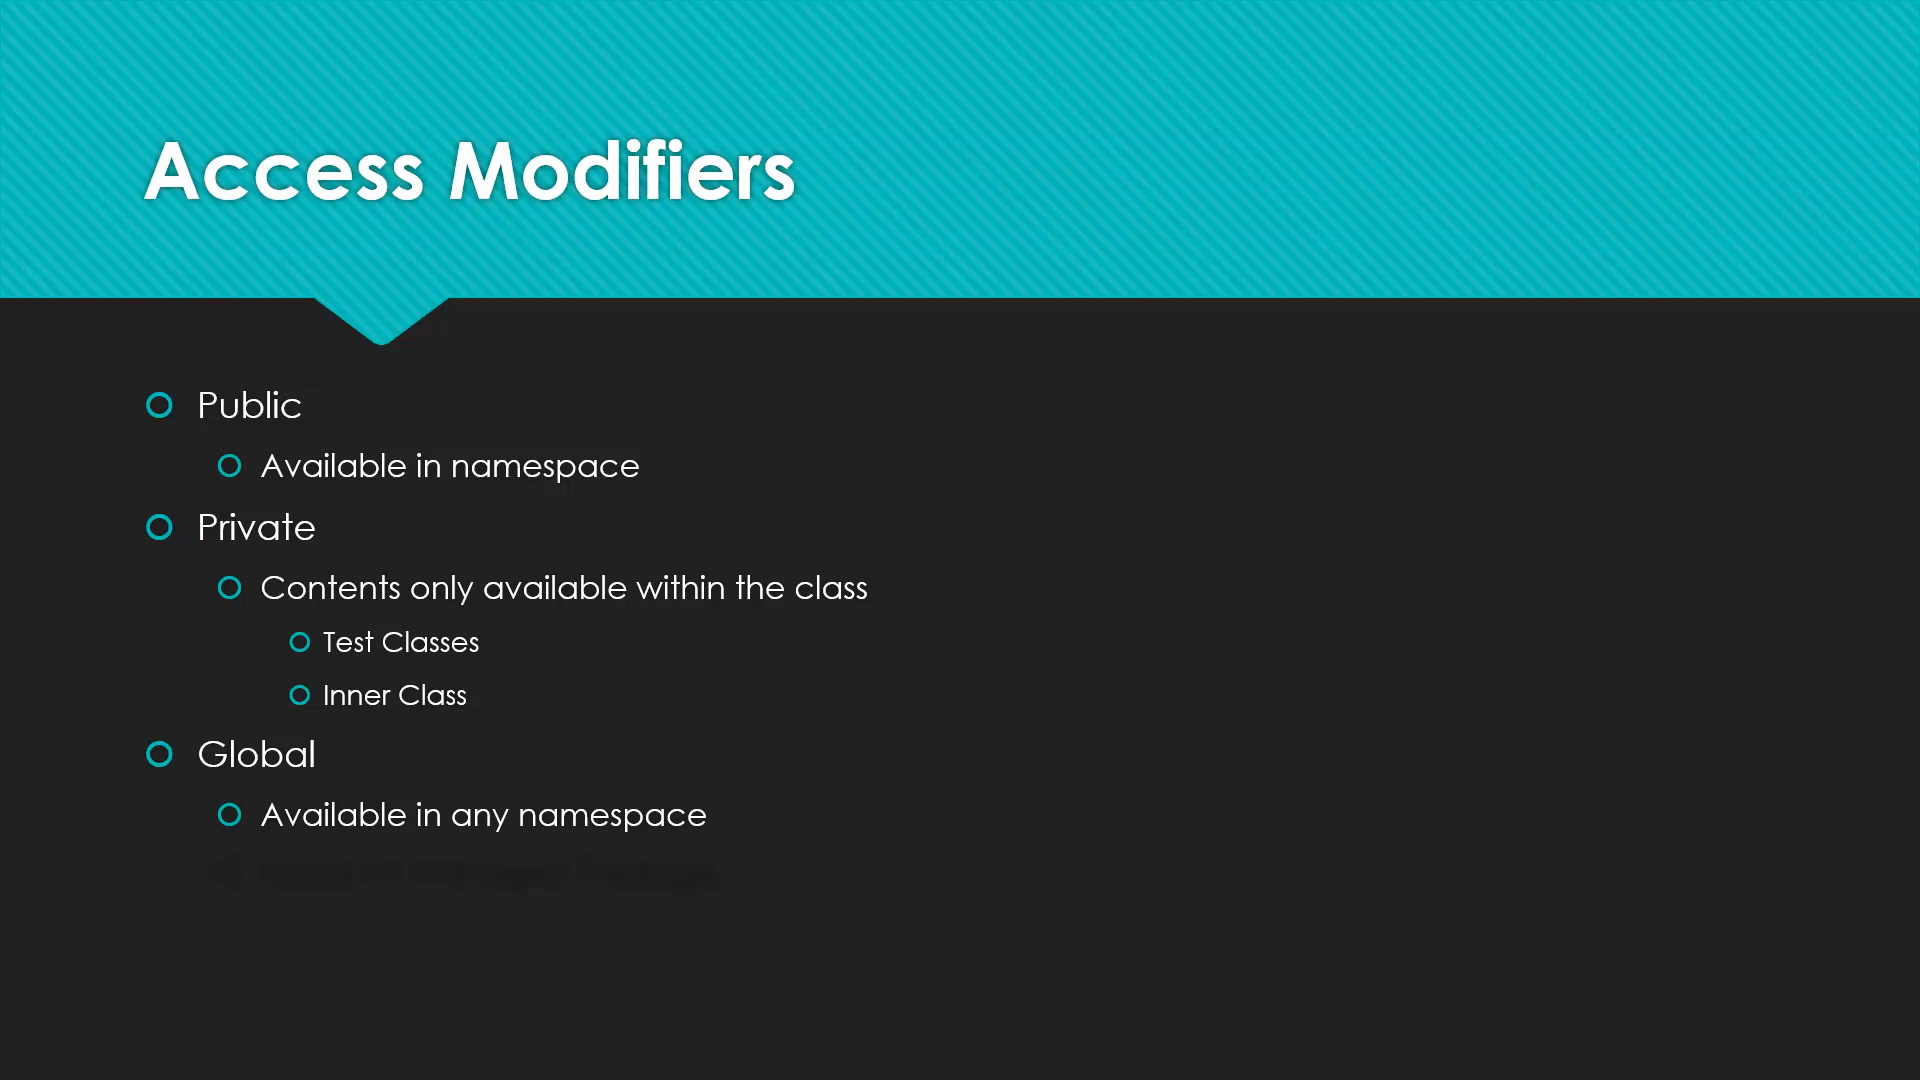 Access Modifiers
Public
Available in namespace
Private
Contents only available within the class
Test Classes
Inner Class
Global
Available in any namespace